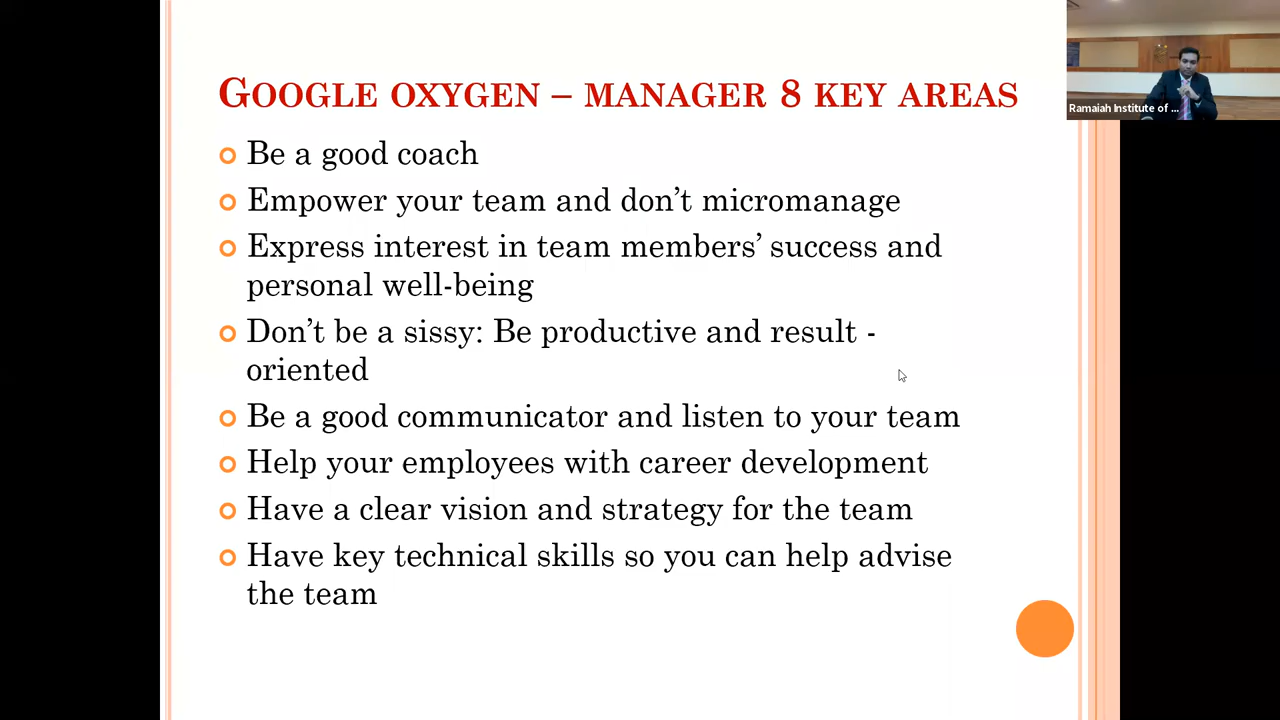 GOOGLE OXYGEN – MANAGER 8 KEY AREAS
Ramaiah Institute of ...
Be a good coach
Empower your team and don't micromanage
Express interest in team members' success and
personal well-being
Don't be a sissy: Be productive and result -
oriented
Be a good communicator and listen to your team
Help your employees with career development
Have a clear vision and strategy for the team
Have key technical skills so you can help advise
the team